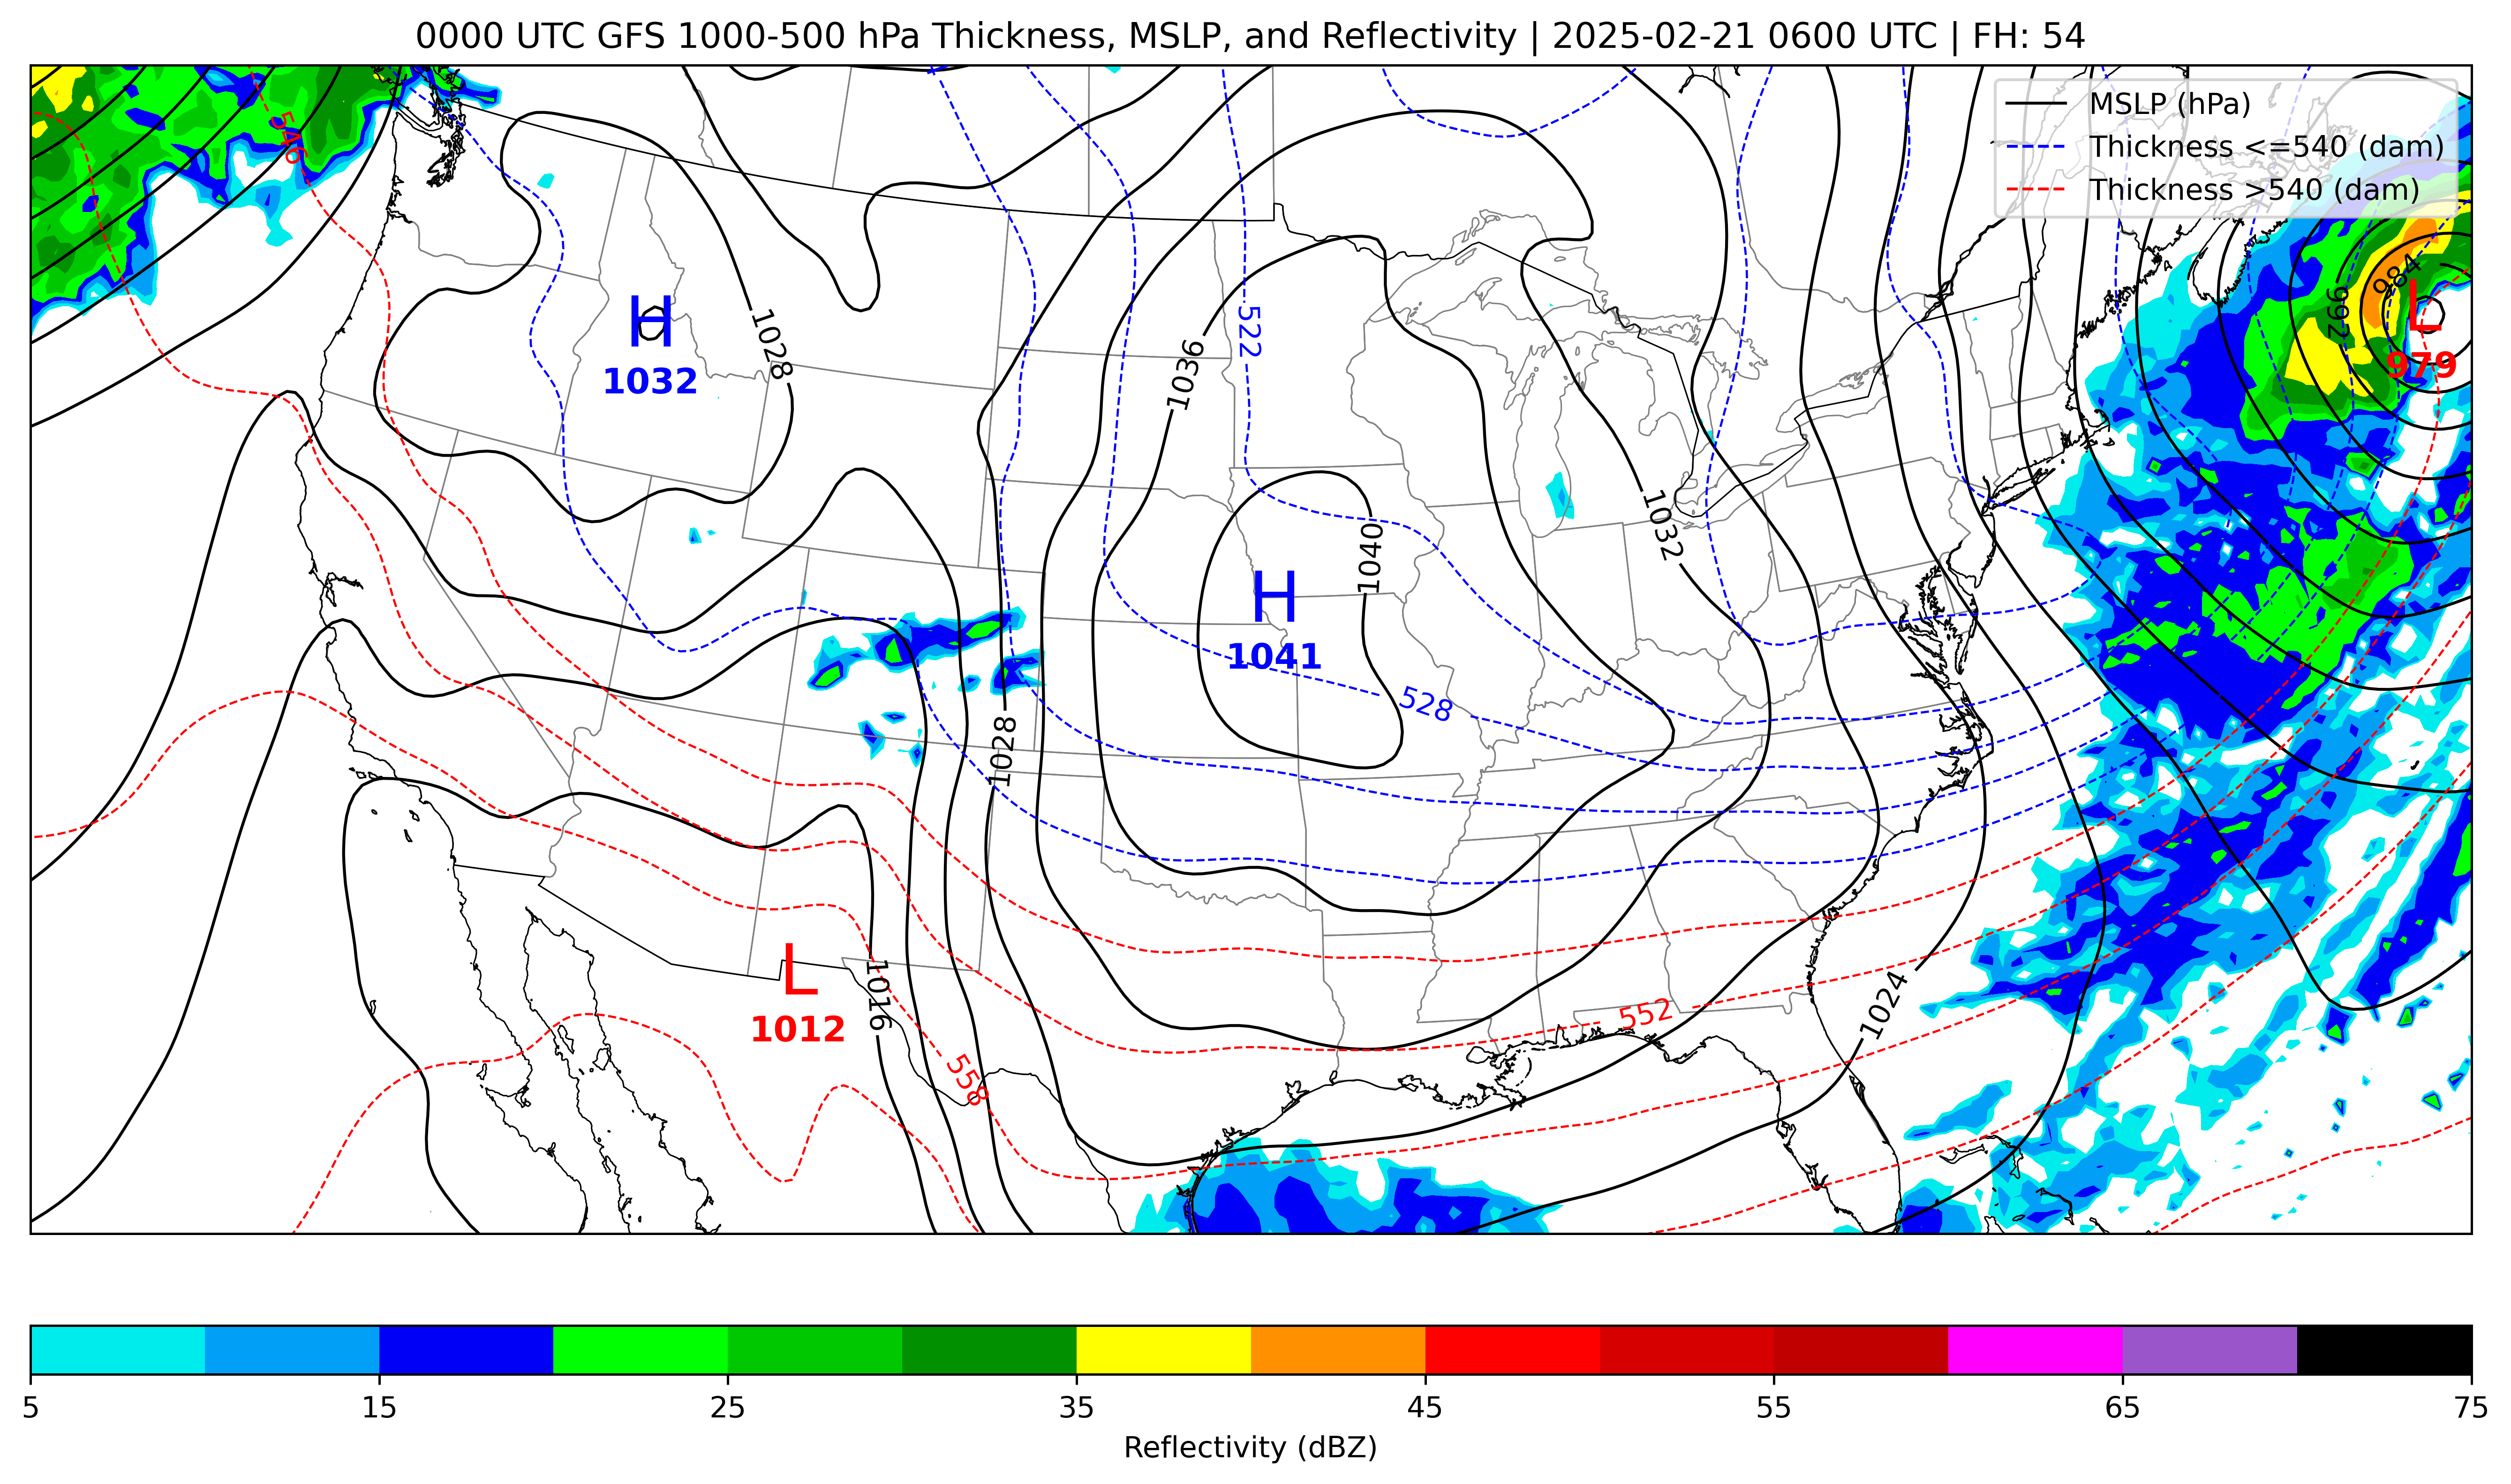 0000 UTC GFS 1000-500 hPa Thickness, MSLP, and Reflectivity | 2025-02-21 0600 UTC | FH: 54
MSLP (hPa)
Thickness <=540 (dam)
Thickness >540 (dam)
546
984
992
L
979
522
1028
H
1032
1036
1032
1040
H
1041
528
1028
1016
L
1012
552
1024
558
5 15 25 35 45 55 65 75
Reflectivity (dBZ)